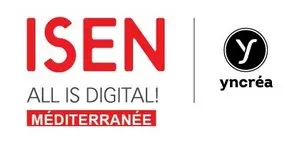 ISEN
ALL IS DIGITAL!
MÉDITERRANÉE
y
yncréa